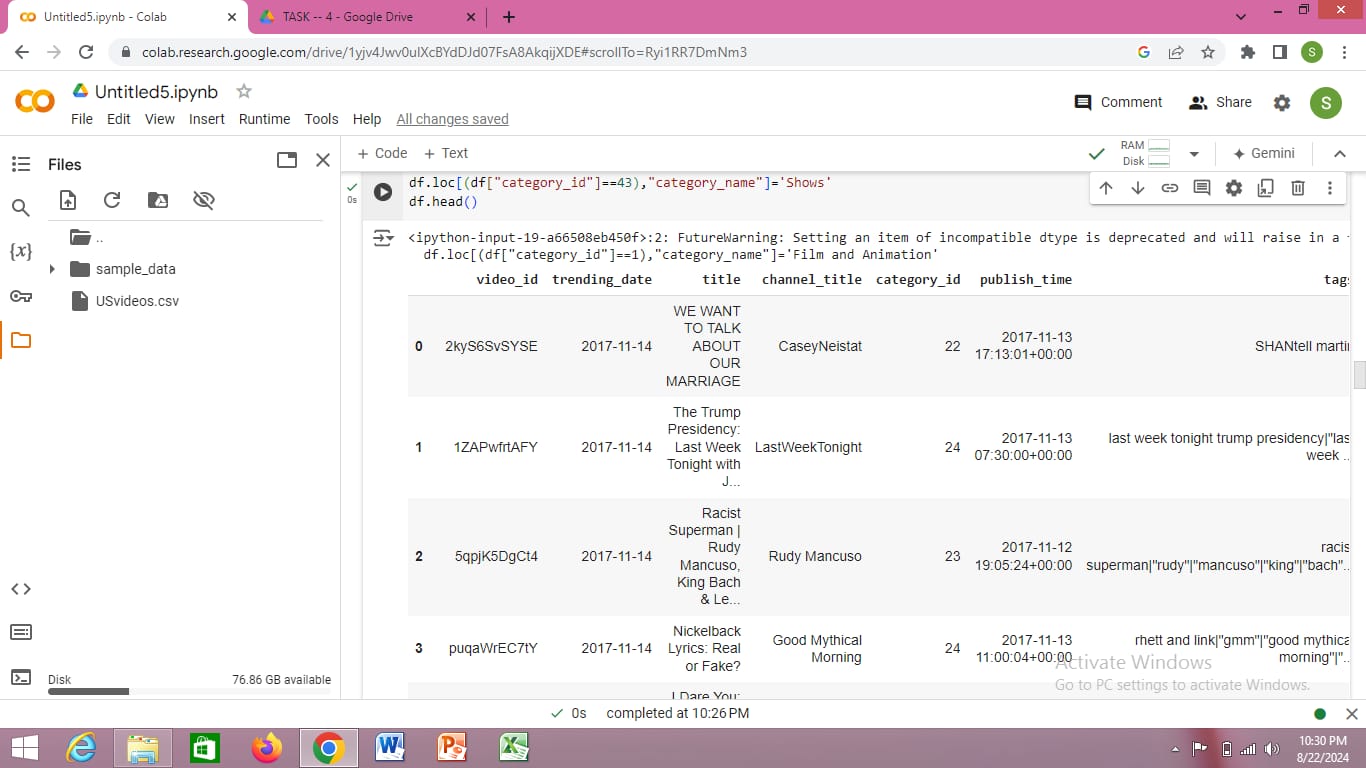 Untitled5.ipynb - Colab
TASK -- 4 - Google Drive
colab.research.google.com/drive/1yjv4Jwv0uIXcBYdDJd07FsA8AkqijXDE#scrollTo=Ryi1RR7DmNm3
G
S
Untitled5.ipynb
Comment
Share
S
File Edit View Insert Runtime Tools Help All changes saved
Files
+ Code + Text
RAM
Disk
Gemini
0s
df.loc[(df["category_id"]==43),"category_name"]='Shows'
df.head()
{x}
..
sample_data
USvideos.csv
<ipython-input-19-a66508eb450f>:2: FutureWarning: Setting an item of incompatible dtype is deprecated and will raise in a
df.loc[(df["category_id"]==1),"category_name"]='Film and Animation'
video_id trending_date title channel_title category_id publish_time tags
0 2kyS6SvSYSE 2017-11-14 WE WANT TO TALK ABOUT OUR MARRIAGE CaseyNeistat 22 2017-11-13 17:13:01+00:00 SHANtell marti
1 1ZAPwfrtAFY 2017-11-14 The Trump Presidency: Last Week Tonight with J... LastWeekTonight 24 2017-11-13 07:30:00+00:00 last week tonight trump presidency|"las week ..
2 5qpjK5DgCt4 2017-11-14 Racist Superman | Rudy Mancuso, King Bach & Le... Rudy Mancuso 23 2017-11-12 19:05:24+00:00 racis superman|"rudy"|"mancuso"|"king"|"bach"..
3 puqaWrEC7tY 2017-11-14 Nickelback Lyrics: Real or Fake? Good Mythical Morning 24 2017-11-13 11:00:04+00:00 rhett and link|"gmm"|"good mythica morning"|"..
I Dare You:
Activate Windows
Go to PC settings to activate Windows.
Disk 76.86 GB available
0s completed at 10:26 PM
10:30 PM
8/22/2024